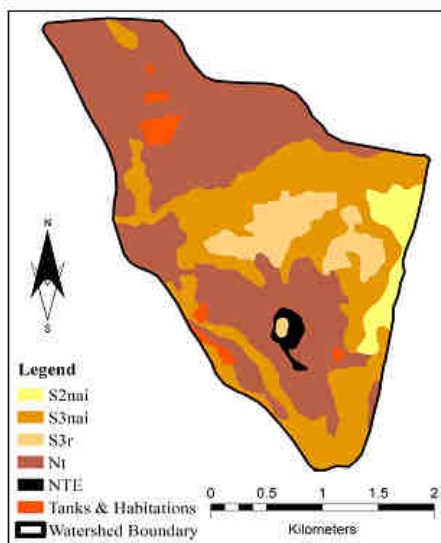 N
S
Legend
S2nai
S3nai
S3r
Nt
NTE
Tanks & Habitations
Watershed Boundary
0 0.5 1 1.5 2
Kilometers